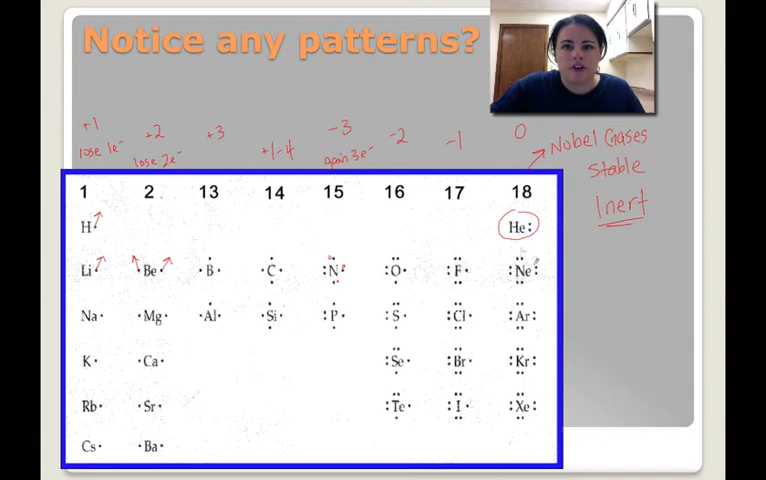 Notice any patterns?
+1 +2 +3 +/-4 -3 -2 -1 0
lose 1e- lose 2e- gain 3e-
Nobel Gases
Stable
Inert
1 2 13 14 15 16 17 18
H He
Li Be B C N O F Ne
Na Mg Al Si P S Cl Ar
K Ca Se Br Kr
Rb Sr Te I Xe
Cs Ba